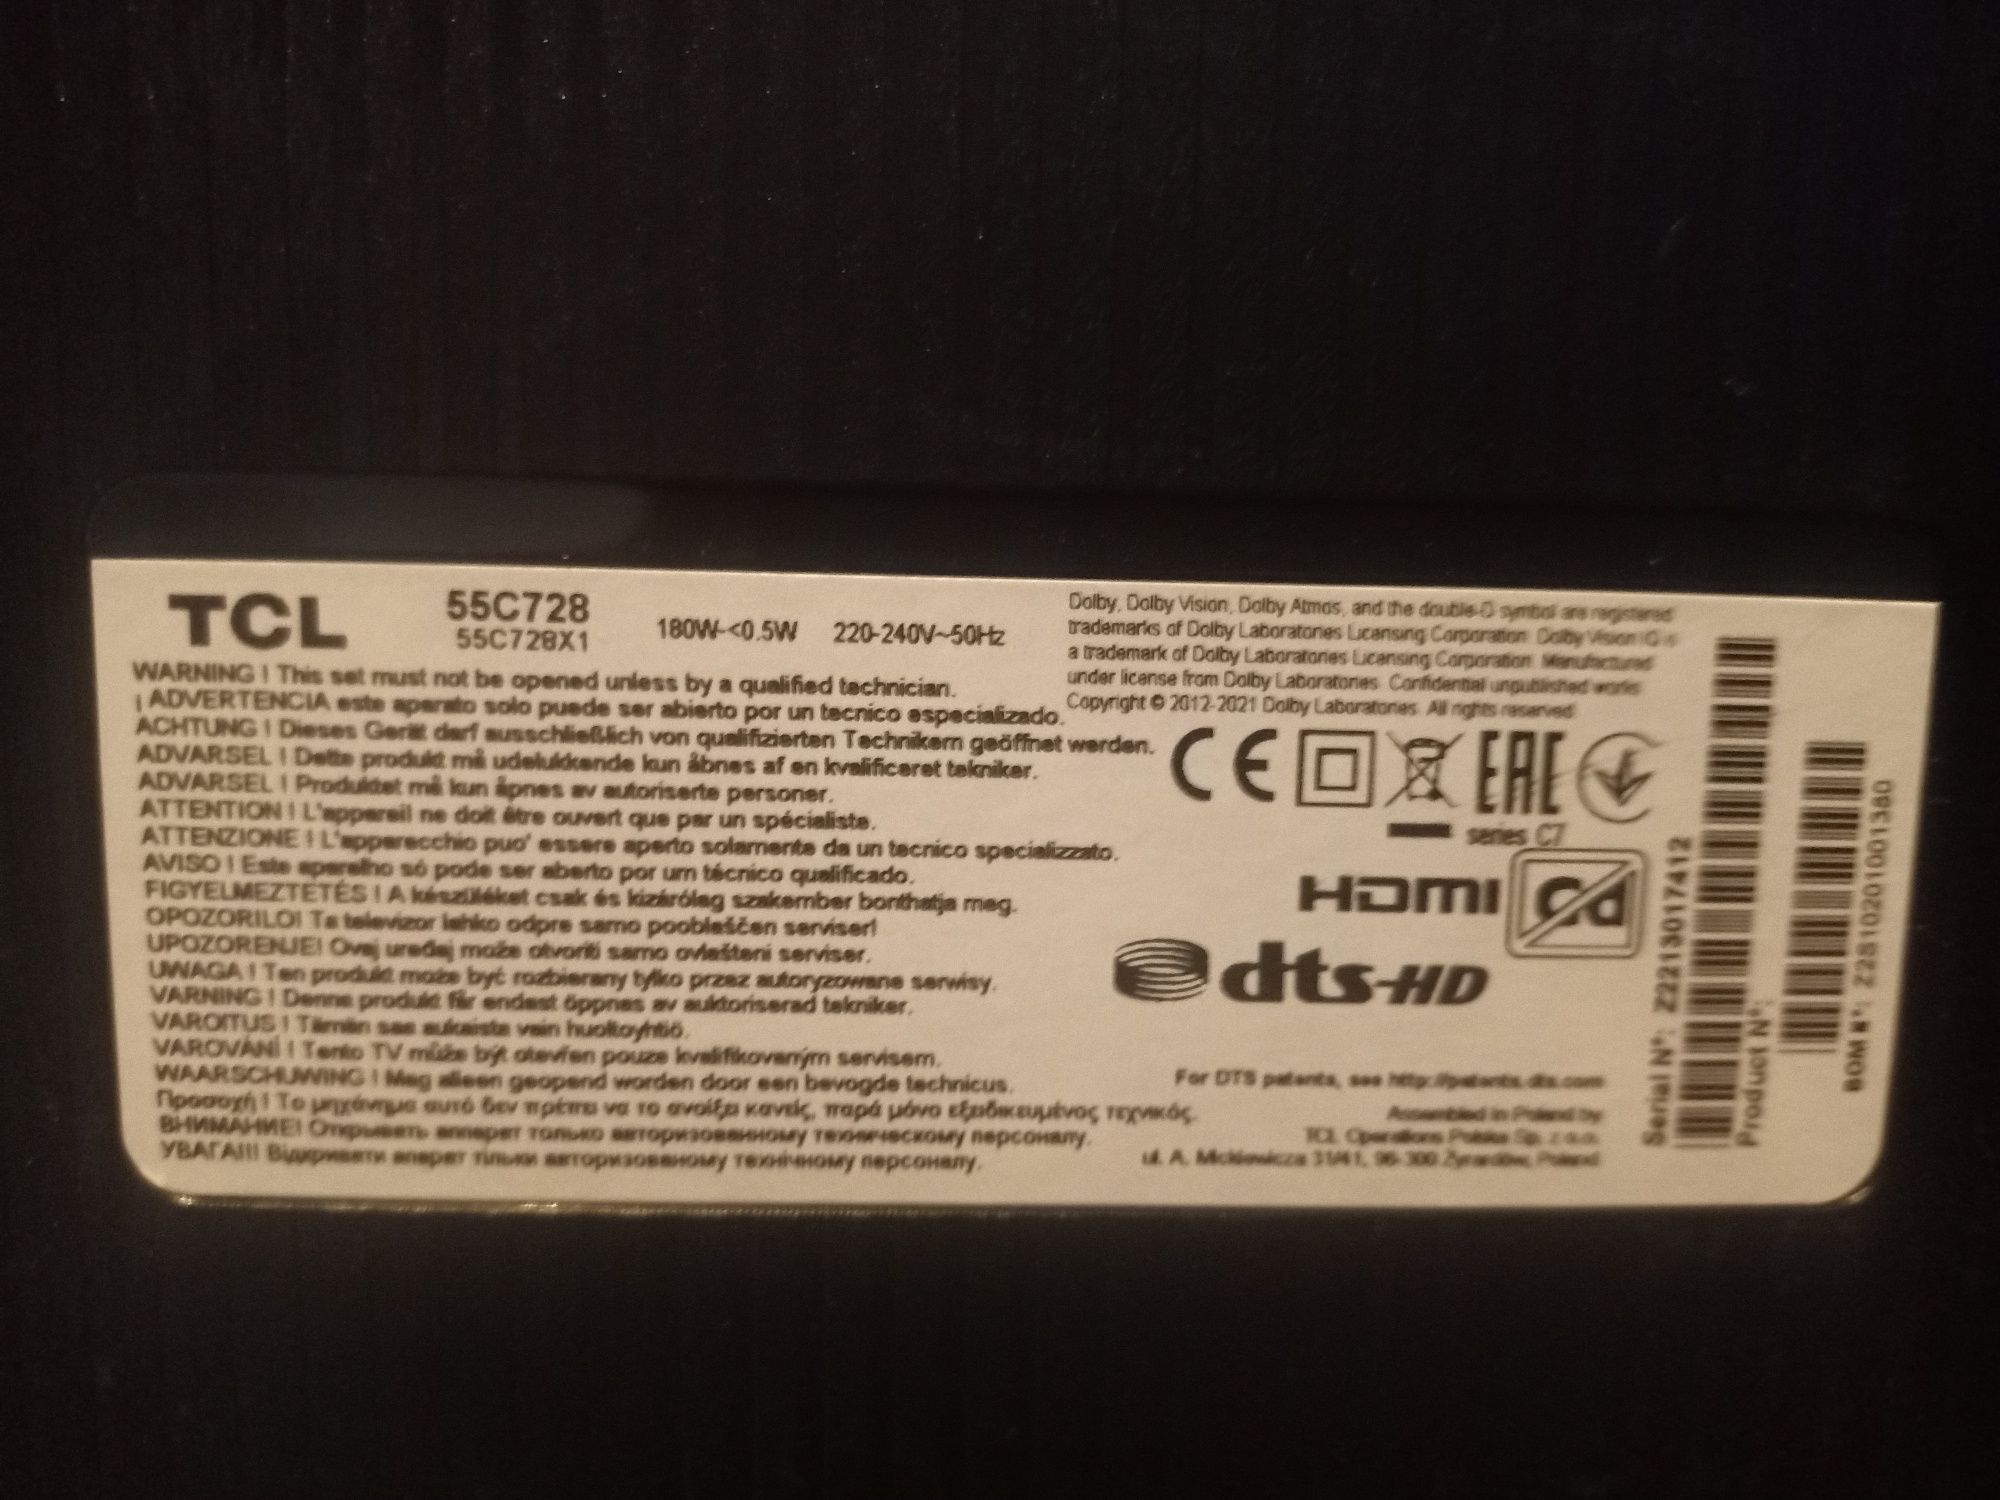 TCL
55C728
55C728X1
180W-<0.5W 220-240V~50Hz
WARNING ! This set must not be opened unless by a qualified technician.
¡ ADVERTENCIA este aparato solo puede ser abierto por un tecnico especializado.
ACHTUNG ! Dieses Gerät darf ausschließlich von qualifizierten Technikern geöffnet werden.
ADVARSEL ! Dette produkt må udelukkende kun åbnes af en kvalificeret tekniker.
ADVARSEL ! Produktet må kun åpnes av autoriserte personer.
ATTENTION ! L'appareil ne doit être ouvert que par un spécialiste.
ATTENZIONE ! L'apparecchio puo' essere aperto solamente da un tecnico specializzato.
AVISO ! Este aparelho só pode ser aberto por um técnico qualificado.
FIGYELMEZTETÉS ! A készüléket csak és kizárólag szakember bonthatja meg.
OPOZORILO! Ta televizor lahko odpre samo pooblaščen serviser!
UPOZORENJE! Ovaj uređaj može otvoriti samo ovlašteni serviser.
UWAGA ! Ten produkt może być rozbierany tylko przez autoryzowane serwisy.
VARNING ! Denna produkt får endast öppnas av auktoriserad tekniker.
VAROITUS ! Tämän saa aukaista vain huoltoyhtiö.
VAROVÁNÍ ! Tento TV může být otevřen pouze kvalifikovaným servisem.
WAARSCHUWING ! Mag alleen geopend worden door een bevogde technicus.
Προσοχή ! Το μηχάνημα αυτό δεν πρέπει να το ανοίξει κανείς, παρά μόνο εξειδικευμένος τεχνικός.
ВНИМАНИЕ! Открывать аппарат только авторизованному техническому персоналу.
УВАГА!!! Відкривати апарат тільки авторизованому технічному персоналу.
Dolby, Dolby Vision, Dolby Atmos, and the double-D symbol are registered
trademarks of Dolby Laboratories Licensing Corporation. Dolby Vision IQ is
a trademark of Dolby Laboratories Licensing Corporation. Manufactured
under license from Dolby Laboratories. Confidential unpublished works.
Copyright © 2012-2021 Dolby Laboratories. All rights reserved.
CE EAC
series C7
HDMI
dts-HD
For DTS patents, see http://patents.dts.com
Assembled in Poland by
TCL Operations Polska Sp. z o.o.
ul. A. Mickiewicza 31/41, 96-300 Żyrardów, Poland
Serial N°: Z2213017412
Product N°:
BOM N°: Z2S10201001380